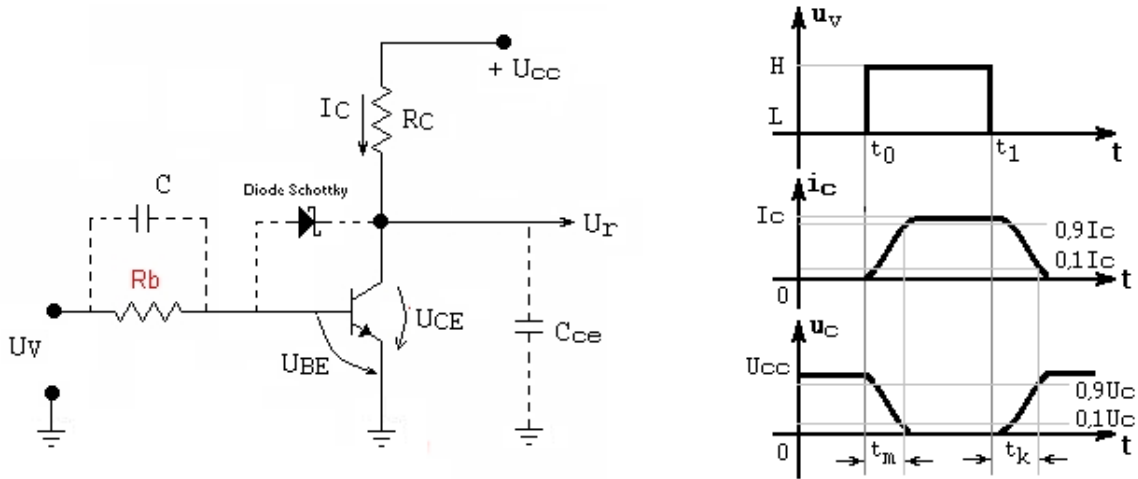 + Ucc
IC
RC
C
Diode Schottky
Ur
Rb
UCE
Cce
UV
UBE
uv
H
L
t0
t1
t
ic
Ic
0,9Ic
0,1Ic
0
t
uc
Ucc
0,9Uc
0,1Uc
0
tm
tk
t